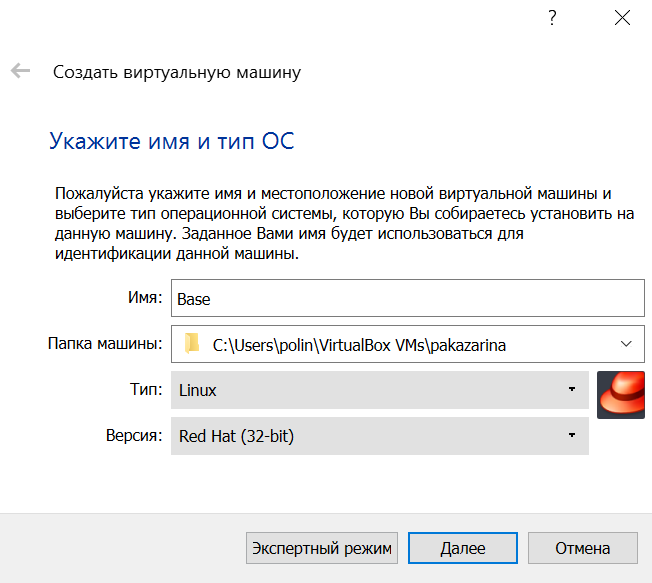 ?
Создать виртуальную машину
Укажите имя и тип ОС
Пожалуйста укажите имя и местоположение новой виртуальной машины и
выберите тип операционной системы, которую Вы собираетесь установить на
данную машину. Заданное Вами имя будет использоваться для
идентификации данной машины.
Имя: Base
Папка машины: C:\Users\polin\VirtualBox VMs\pakazarina
Тип: Linux
Версия: Red Hat (32-bit)
Экспертный режим Далее Отмена